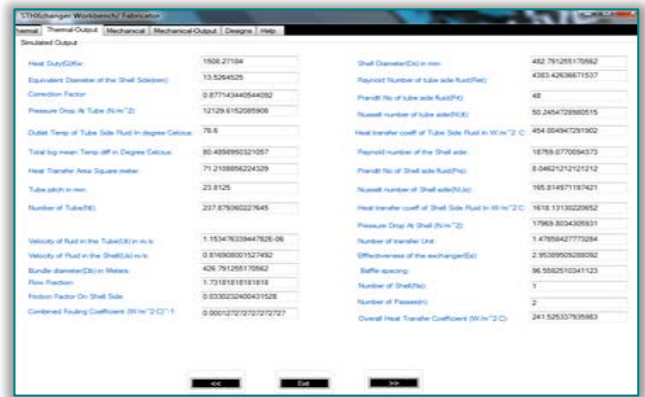 STHXchanger Workbench/ Fabricator
hermal Thermal-Output Mechanical Mechanical-Output Designs Help
Simulated Output
Heat Duty(Q)Kw: 1508.27184
Equivalent Diameter of the Shell Side(mm): 13.5264525
Correction Factor 0.877143440544092
Pressure Drop At Tube (N/m^2): 12129.6152085908
Outlet Temp of Tube Side Fluid in degree Celcous: 78.6
Total log mean Temp diff in Degree Celcous: 80.4898950321057
Heat Transfer Area Square meter: 71.2108956224329
Tube pitch in mm: 23.8125
Number of Tube(Nt): 237.879360227645
Velocity of fluid in the Tube(Ut) in m/s: 1.15347633944782E-06
Velocity of Fluid in the Shell(Us) m/s: 0.816908001527492
Bundle diameter(Db) in Meters: 426.791255170562
Flow Fraction: 1.73181818181818
Friction Factor On Shell Side: 0.0330232400431528
Combined Fouling Coefficient (W/m^2 C)^-1: 0.000127272727272727
Shell Diameter(Ds) in mm: 482.791255170562
Raynold Number of tube side fluid(Ret): 4383.42636671537
Prandtl No of tube side fluid(Prt): 48
Nusselt number of tube side(NUt): 50.2454728980515
Heat transfer coeff of Tube Side Fluid In W/m^2 C: 454.004947291902
Raynold number of the Shell side: 18759.0770094373
Prandtl No of Shell side fluid(Prs): 8.04621212121212
Nusselt number of Shell side(NUs): 165.814971187421
Heat transfer coeff of Shell Side Fluid In W/m^2 C: 1618.13130220652
Pressure Drop At Shell (N/m^2): 17969.8034305931
Number of transfer Unit: 1.47858427773284
Effectiveness of the exchanger(Ex): 2.95389509288092
Baffle spacing: 96.5582510341123
Number of Shell(Ns): 1
Number of Passes(n): 2
Overall Heat Transfer Coefficient (W/m^2 C): 241.525337935983
<< Exit >>